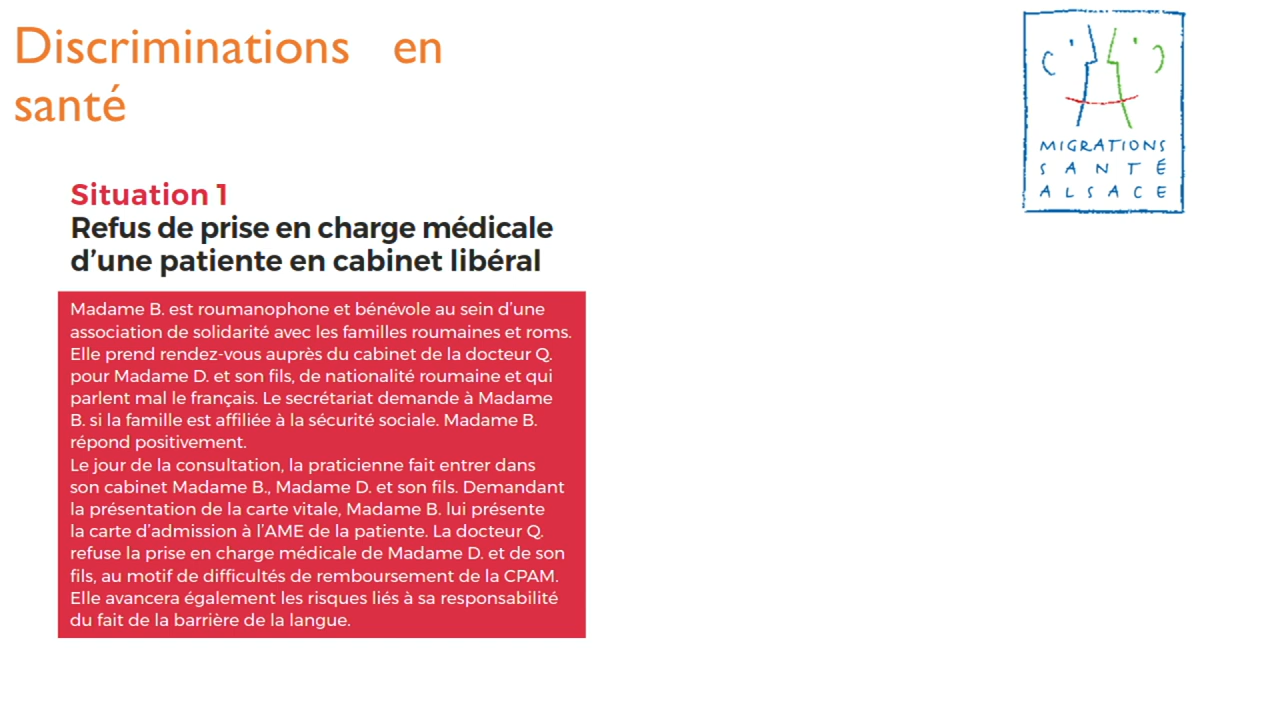 Discriminations en
santé
MIGRATIONS
SANTÉ
ALSACE
Situation 1
Refus de prise en charge médicale
d’une patiente en cabinet libéral
Madame B. est roumanophone et bénévole au sein d’une
association de solidarité avec les familles roumaines et roms.
Elle prend rendez-vous auprès du cabinet de la docteur Q.
pour Madame D. et son fils, de nationalité roumaine et qui
parlent mal le français. Le secrétariat demande à Madame
B. si la famille est affiliée à la sécurité sociale. Madame B.
répond positivement.
Le jour de la consultation, la praticienne fait entrer dans
son cabinet Madame B., Madame D. et son fils. Demandant
la présentation de la carte vitale, Madame B. lui présente
la carte d’admission à l’AME de la patiente. La docteur Q.
refuse la prise en charge médicale de Madame D. et de son
fils, au motif de difficultés de remboursement de la CPAM.
Elle avancera également les risques liés à sa responsabilité
du fait de la barrière de la langue.